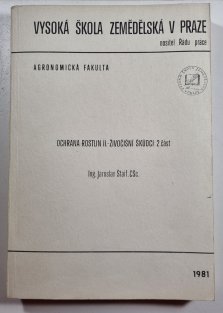 VYSOKÁ ŠKOLA ZEMĚDĚLSKÁ V PRAZE
nositel Řádu práce
AGRONOMICKÁ FAKULTA
OCHRANA ROSTLIN II.-ŽIVOČIŠNÍ ŠKŮDCI 2 část
Ing. Jaroslav Štarl CSc.
1981